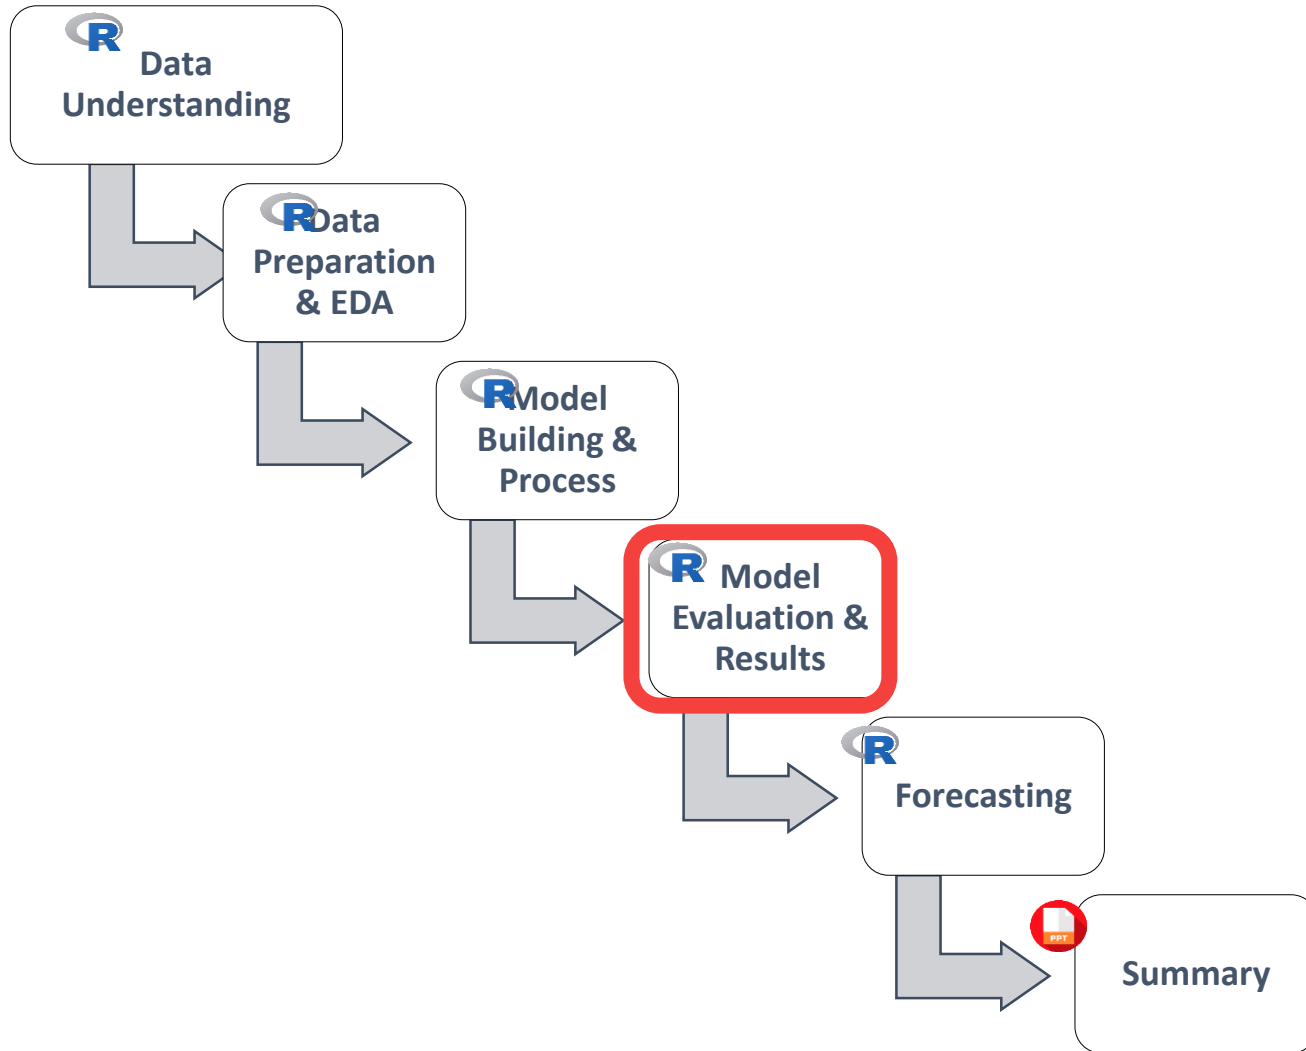 R
Data
Understanding
R
Data
Preparation
& EDA
R
Model
Building &
Process
R
Model
Evaluation &
Results
R
Forecasting
PPT
Summary